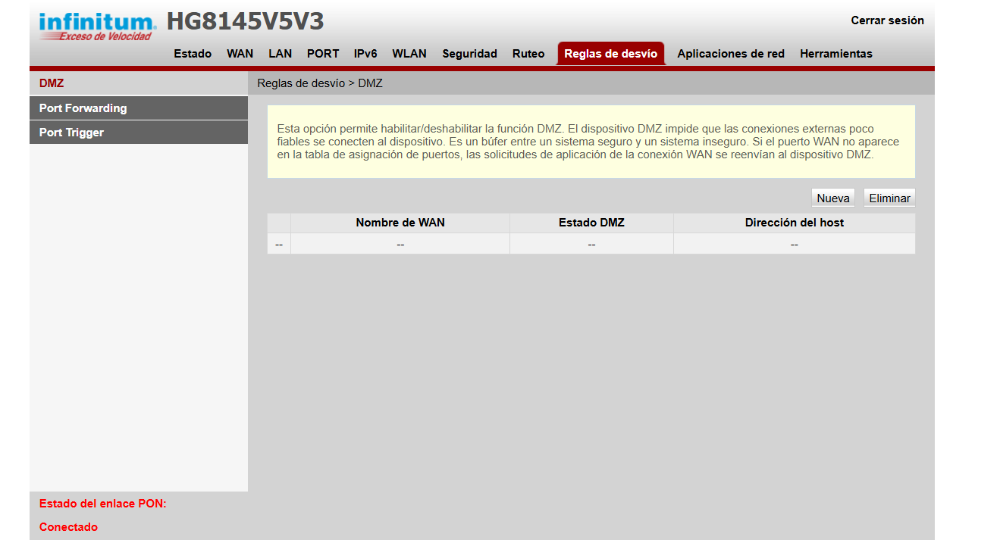 infinitum. HG8145V5V3
Exceso de Velocidad
Cerrar sesión
Estado WAN LAN PORT IPv6 WLAN Seguridad Ruteo Reglas de desvío Aplicaciones de red Herramientas
DMZ
Port Forwarding
Port Trigger
Reglas de desvío > DMZ
Esta opción permite habilitar/deshabilitar la función DMZ. El dispositivo DMZ impide que las conexiones externas poco
fiables se conecten al dispositivo. Es un búfer entre un sistema seguro y un sistema inseguro. Si el puerto WAN no aparece
en la tabla de asignación de puertos, las solicitudes de aplicación de la conexión WAN se reenvían al dispositivo DMZ.
Nueva Eliminar
Nombre de WAN Estado DMZ Dirección del host
-- -- -- --
Estado del enlace PON:
Conectado